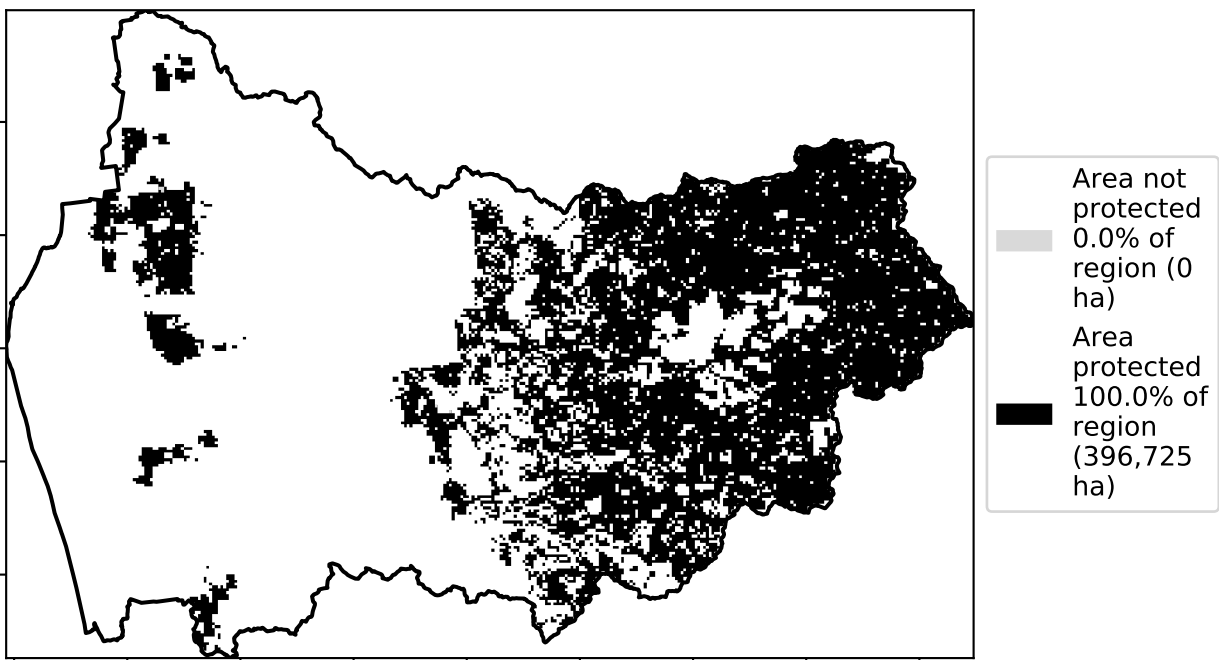 Area not
protected
0.0% of
region (0
ha)
Area
protected
100.0% of
region
(396,725
ha)